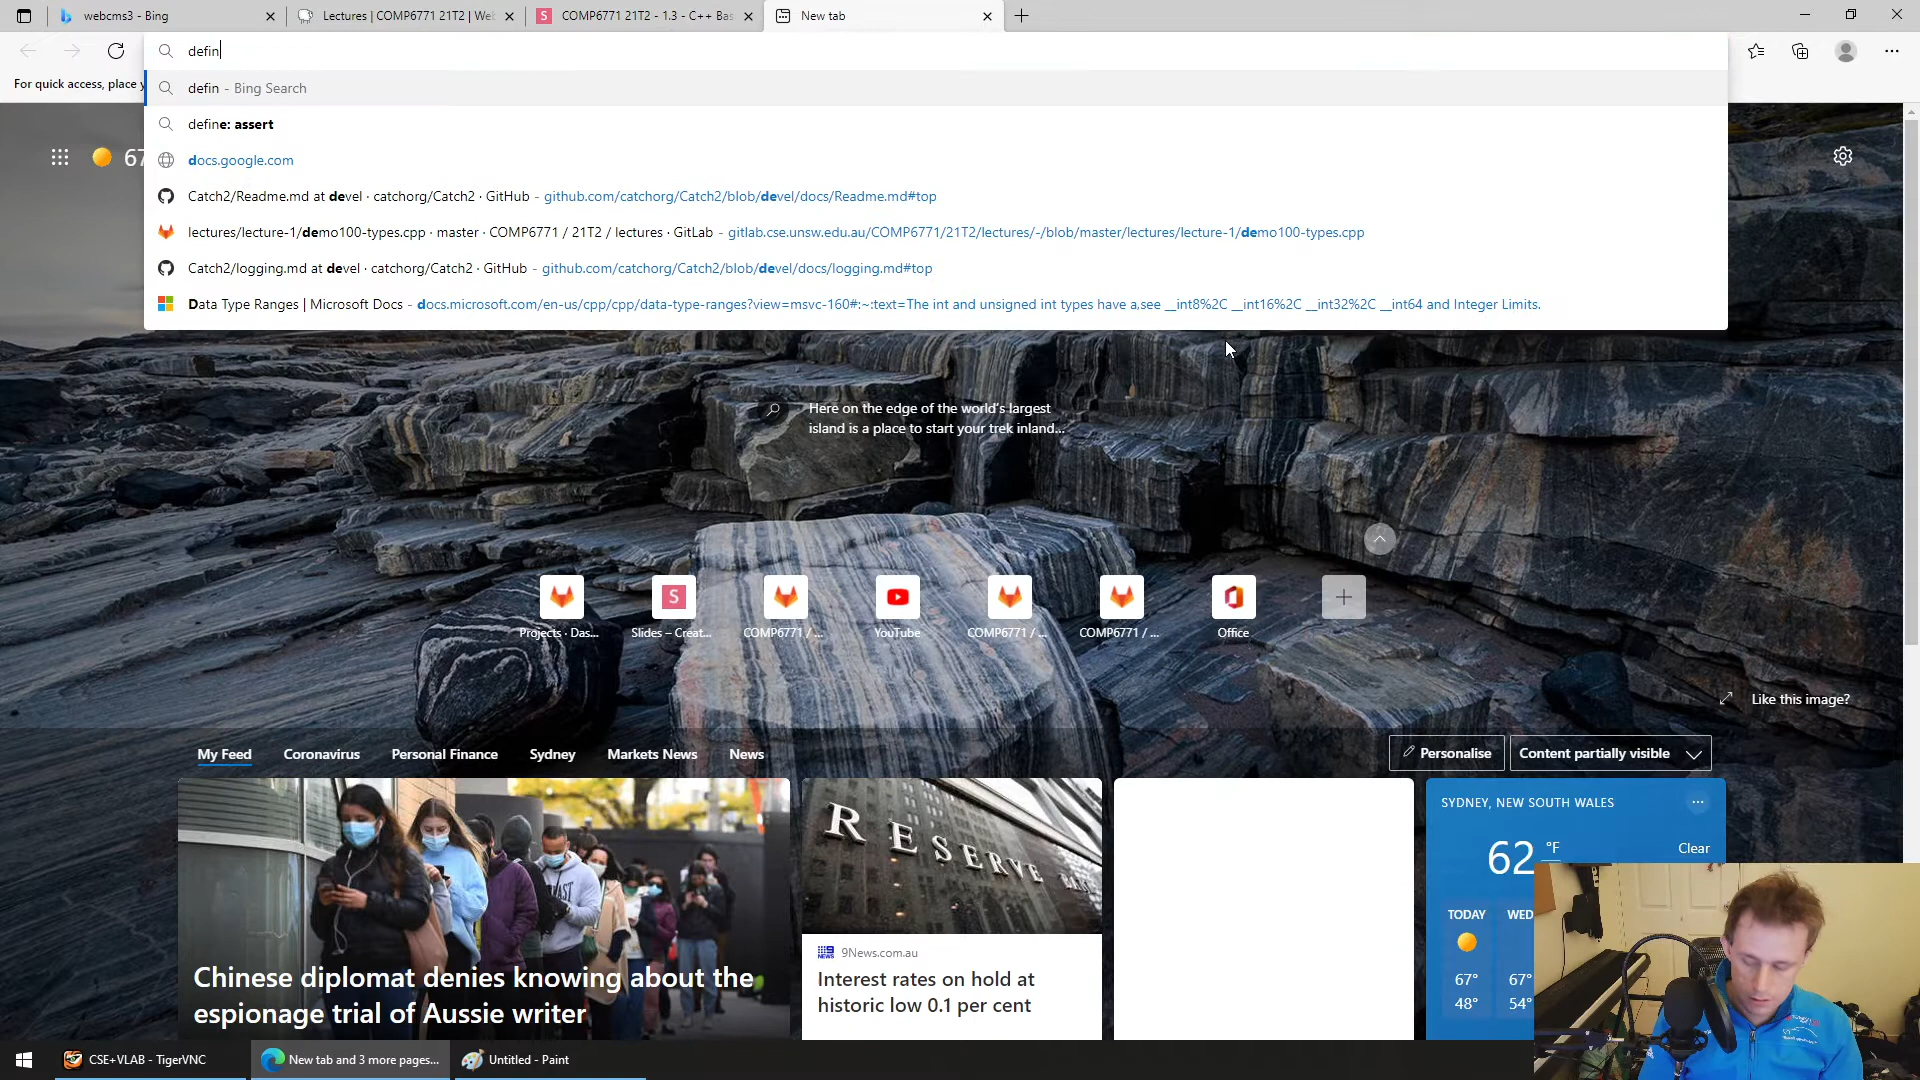 webcms3 - Bing
Lectures | COMP6771 21T2 | We
COMP6771 21T2 - 1.3 - C++ Bas
New tab
defin
For quick access, place y
defin - Bing Search
define: assert
docs.google.com
Catch2/Readme.md at devel · catchorg/Catch2 · GitHub - github.com/catchorg/Catch2/blob/devel/docs/Readme.md#top
lectures/lecture-1/demo100-types.cpp · master · COMP6771 / 21T2 / lectures · GitLab - gitlab.cse.unsw.edu.au/COMP6771/21T2/lectures/-/blob/master/lectures/lecture-1/demo100-types.cpp
Catch2/logging.md at devel · catchorg/Catch2 · GitHub - github.com/catchorg/Catch2/blob/devel/docs/logging.md#top
Data Type Ranges | Microsoft Docs - docs.microsoft.com/en-us/cpp/cpp/data-type-ranges?view=msvc-160#:~:text=The int and unsigned int types have a,see __int8%2C __int16%2C __int32%2C __int64 and Integer Limits.
67
Here on the edge of the world's largest
island is a place to start your trek inland...
Projects · Das...
Slides – Creat...
COMP6771 / ...
YouTube
COMP6771 / ...
COMP6771 / ...
Office
Like this image?
My Feed
Coronavirus
Personal Finance
Sydney
Markets News
News
Personalise
Content partially visible
RESERVE BANK
SYDNEY, NEW SOUTH WALES
62 °F
Clear
TODAY
WED
67°
67°
48°
54°
Chinese diplomat denies knowing about the
espionage trial of Aussie writer
9News.com.au
Interest rates on hold at
historic low 0.1 per cent
CSE+VLAB - TigerVNC
New tab and 3 more pages...
Untitled - Paint